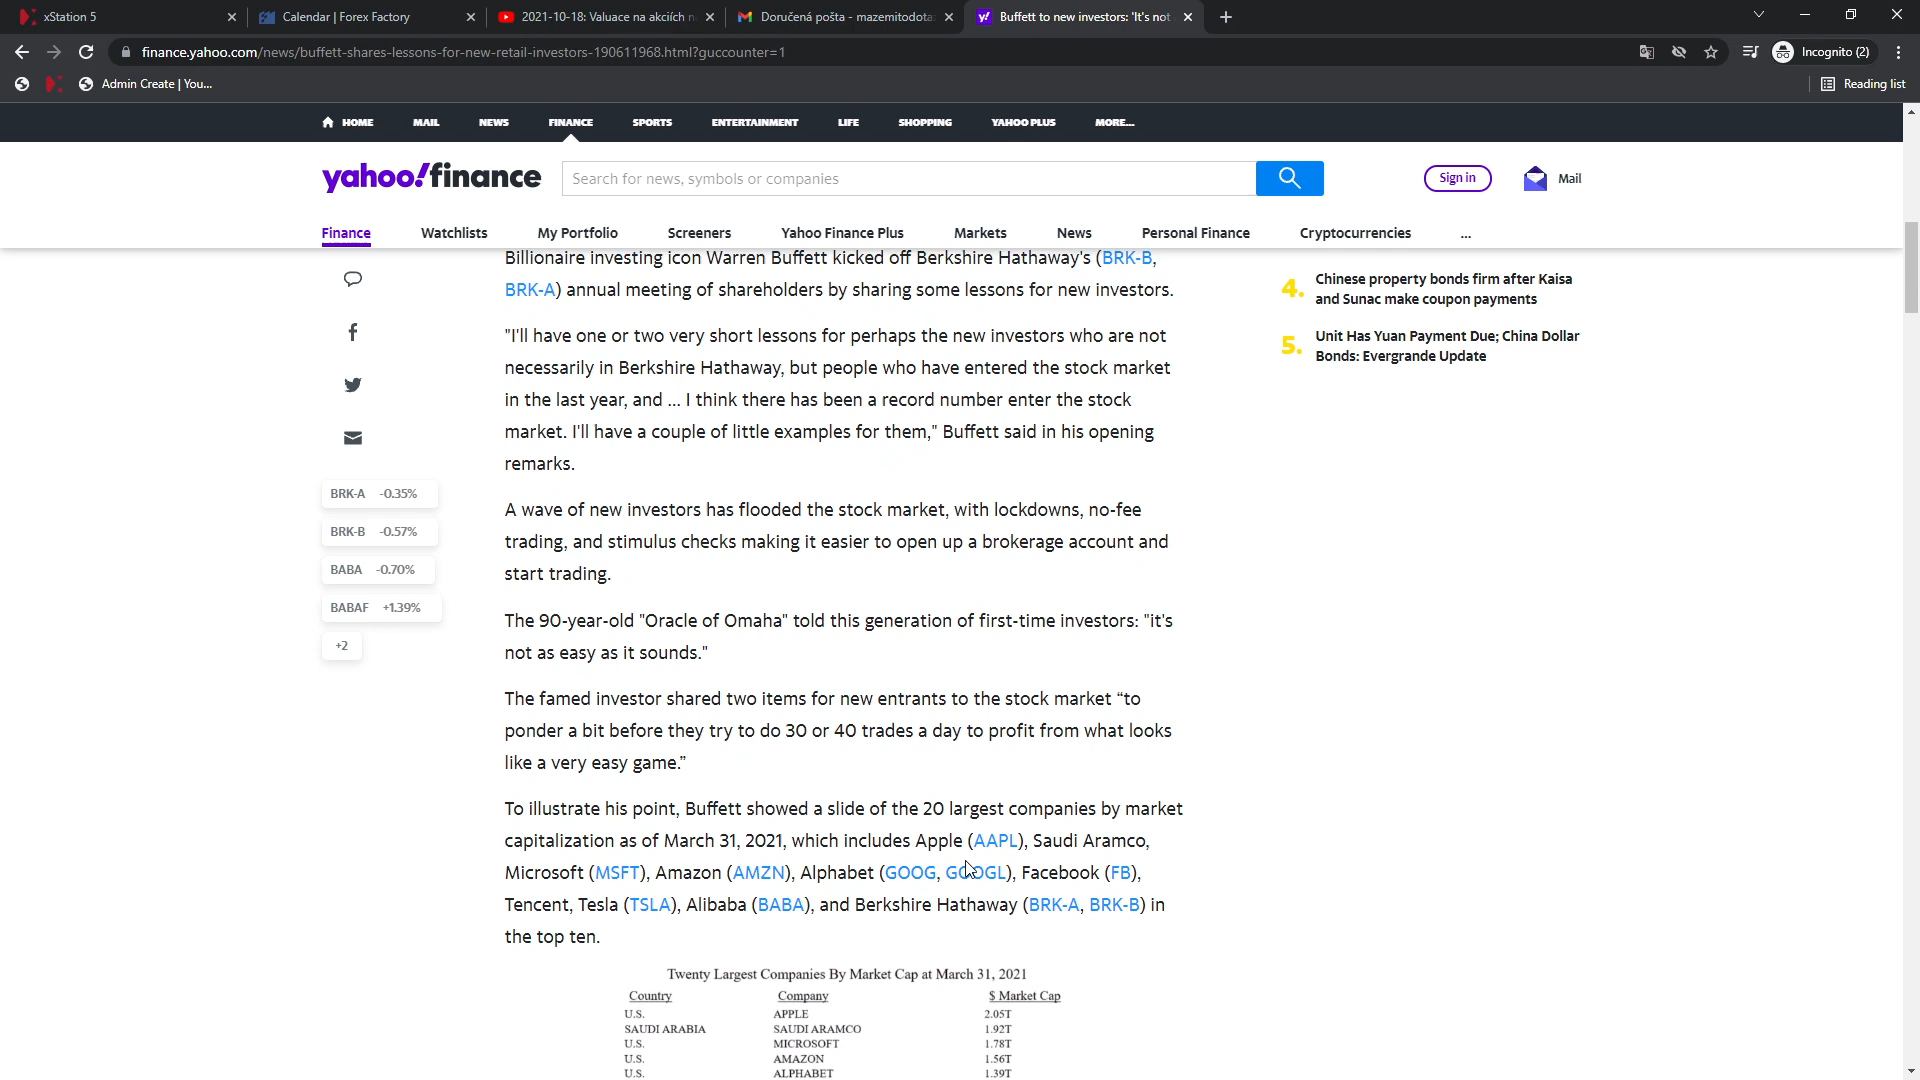 xStation 5
Calendar | Forex Factory
2021-10-18: Valuace na akciích n
Doručená pošta - mazemitodota
Buffett to new investors: 'It's not
finance.yahoo.com/news/buffett-shares-lessons-for-new-retail-investors-190611968.html?guccounter=1
Incognito (2)
Admin Create | You...
Reading list
HOME
MAIL
NEWS
FINANCE
SPORTS
ENTERTAINMENT
LIFE
SHOPPING
YAHOO PLUS
MORE...
yahoo!finance
Search for news, symbols or companies
Sign in
Mail
Finance
Watchlists
My Portfolio
Screeners
Yahoo Finance Plus
Markets
News
Personal Finance
Cryptocurrencies
...
Billionaire investing icon Warren Buffett kicked off Berkshire Hathaway's (BRK-B,
BRK-A) annual meeting of shareholders by sharing some lessons for new investors.
"I'll have one or two very short lessons for perhaps the new investors who are not
necessarily in Berkshire Hathaway, but people who have entered the stock market
in the last year, and ... I think there has been a record number enter the stock
market. I'll have a couple of little examples for them," Buffett said in his opening
remarks.
A wave of new investors has flooded the stock market, with lockdowns, no-fee
trading, and stimulus checks making it easier to open up a brokerage account and
start trading.
The 90-year-old "Oracle of Omaha" told this generation of first-time investors: "it's
not as easy as it sounds."
The famed investor shared two items for new entrants to the stock market “to
ponder a bit before they try to do 30 or 40 trades a day to profit from what looks
like a very easy game.”
To illustrate his point, Buffett showed a slide of the 20 largest companies by market
capitalization as of March 31, 2021, which includes Apple (AAPL), Saudi Aramco,
Microsoft (MSFT), Amazon (AMZN), Alphabet (GOOG, GOOGL), Facebook (FB),
Tencent, Tesla (TSLA), Alibaba (BABA), and Berkshire Hathaway (BRK-A, BRK-B) in
the top ten.
Twenty Largest Companies By Market Cap at March 31, 2021
Country Company $ Market Cap
U.S. APPLE 2.05T
SAUDI ARABIA SAUDI ARAMCO 1.92T
U.S. MICROSOFT 1.78T
U.S. AMAZON 1.56T
U.S. ALPHABET 1.39T
BRK-A -0.35%
BRK-B -0.57%
BABA -0.70%
BABAF +1.39%
+2
4. Chinese property bonds firm after Kaisa
and Sunac make coupon payments
5. Unit Has Yuan Payment Due; China Dollar
Bonds: Evergrande Update